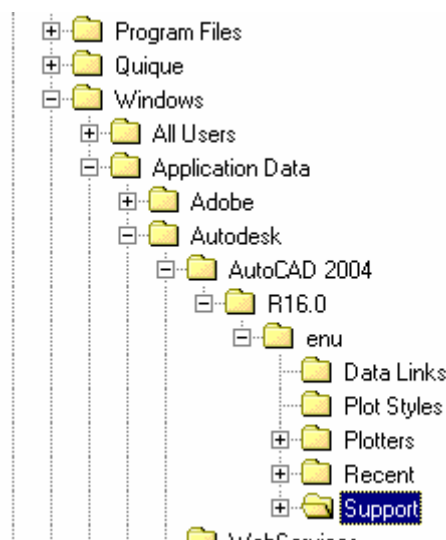 Program Files
Quique
Windows
All Users
Application Data
Adobe
Autodesk
AutoCAD 2004
R16.0
enu
Data Links
Plot Styles
Plotters
Recent
Support
WebServices